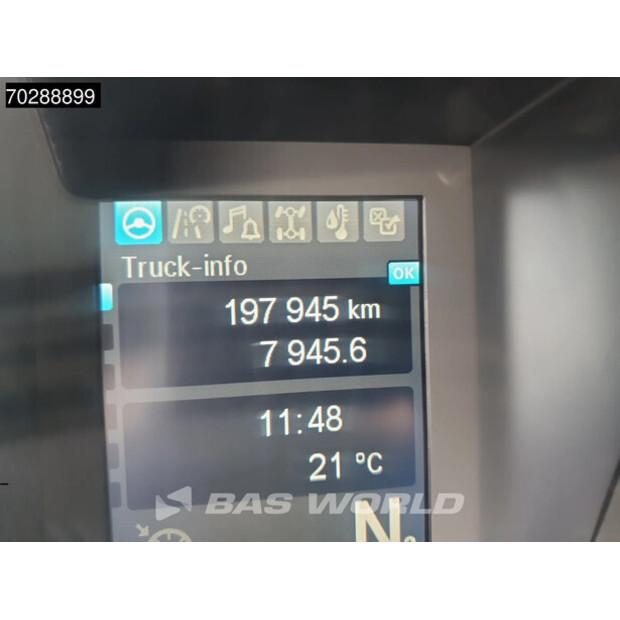 70288899
Truck-info
OK
197 945 km
7 945.6
11:48
21 °C
BAS WORLD
N